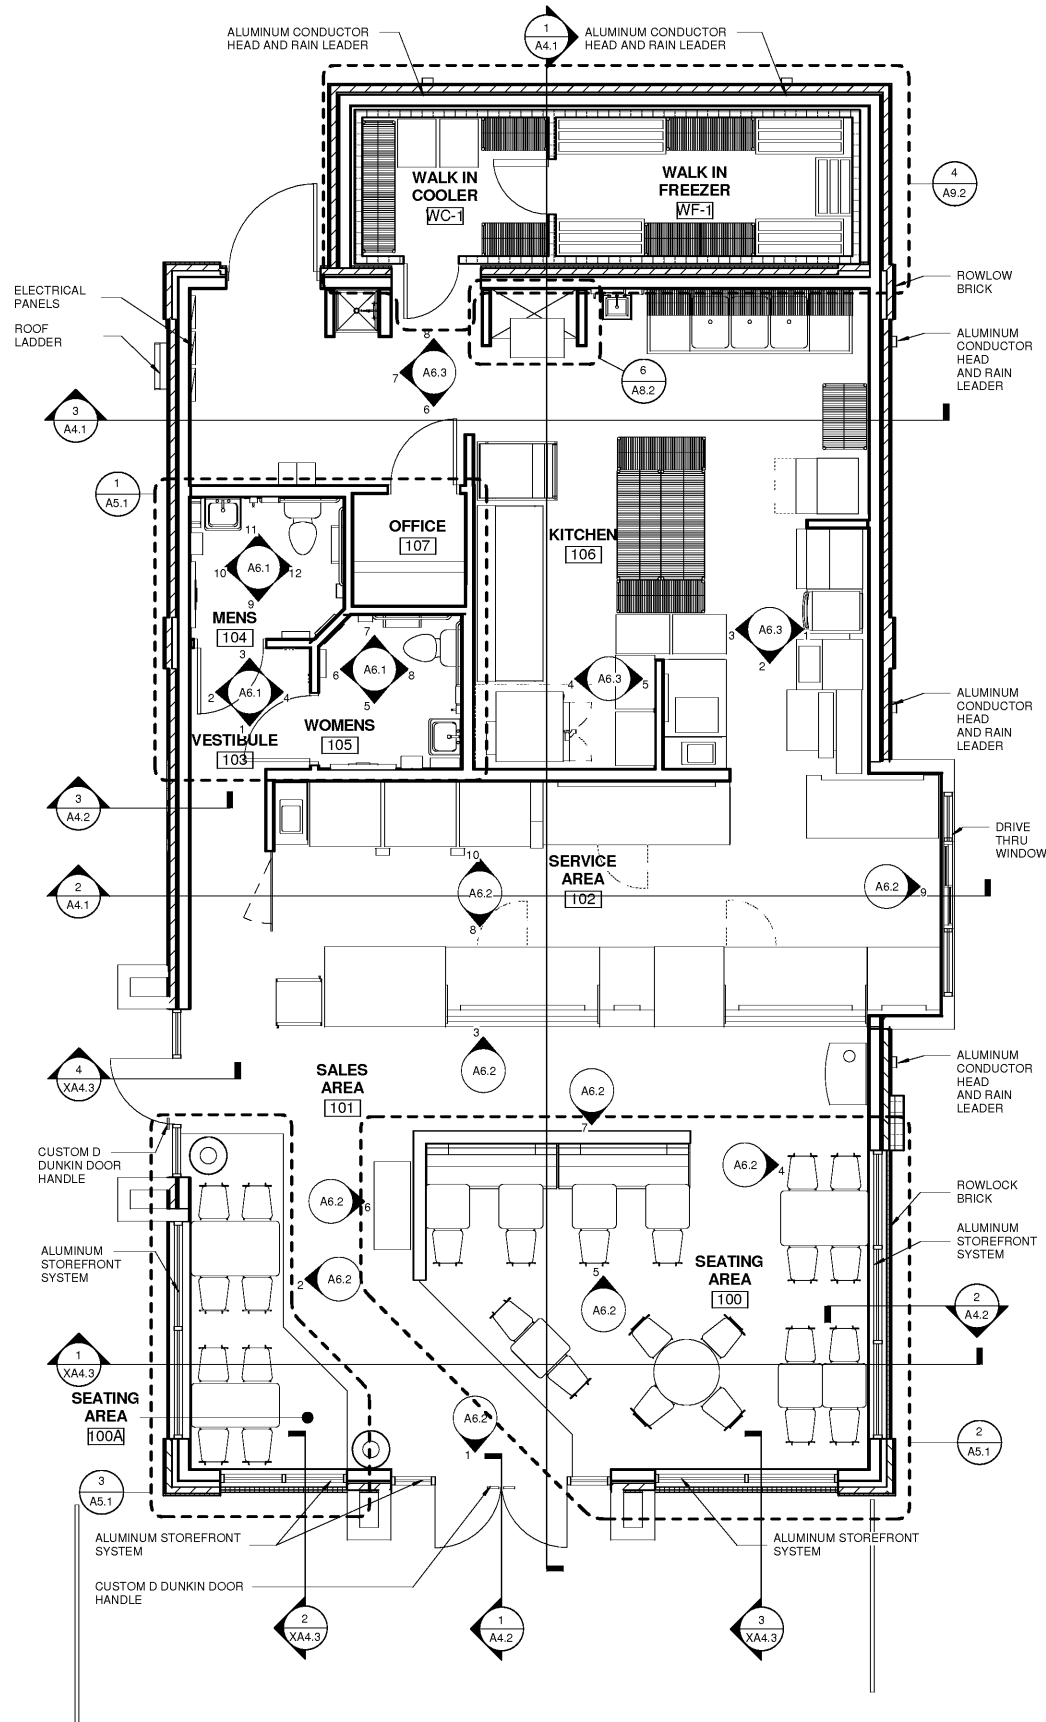 1
A4.1
ALUMINUM CONDUCTOR
HEAD AND RAIN LEADER
ALUMINUM CONDUCTOR
HEAD AND RAIN LEADER
WALK IN
COOLER
WC-1
WALK IN
FREEZER
WF-1
4
A9.2
ELECTRICAL
PANELS
ROOF
LADDER
ROWLOW
BRICK
ALUMINUM
CONDUCTOR
HEAD
AND RAIN
LEADER
8
7
A6.3
6
6
A8.2
3
A4.1
1
A5.1
OFFICE
107
KITCHEN
106
11
10
A6.1
12
9
MENS
104
7
6
A6.1
8
5
3
2
A6.1
4
1
WOMENS
105
VESTIBULE
103
3
A6.3
1
2
4
A6.3
5
ALUMINUM
CONDUCTOR
HEAD
AND RAIN
LEADER
3
A4.2
DRIVE
THRU
WINDOW
2
A4.1
10
A6.2
8
SERVICE
AREA
102
A6.2
9
3
A6.2
4
XA4.3
SALES
AREA
101
A6.2
7
ALUMINUM
CONDUCTOR
HEAD
AND RAIN
LEADER
CUSTOM D
DUNKIN DOOR
HANDLE
A6.2
6
A6.2
4
ROWLOCK
BRICK
ALUMINUM
STOREFRONT
SYSTEM
ALUMINUM
STOREFRONT
SYSTEM
2
A6.2
5
A6.2
SEATING
AREA
100
2
A4.2
1
XA4.3
SEATING
AREA
100A
A6.2
1
2
A5.1
3
A5.1
ALUMINUM STOREFRONT
SYSTEM
ALUMINUM STOREFRONT
SYSTEM
CUSTOM D DUNKIN DOOR
HANDLE
2
XA4.3
1
A4.2
3
XA4.3